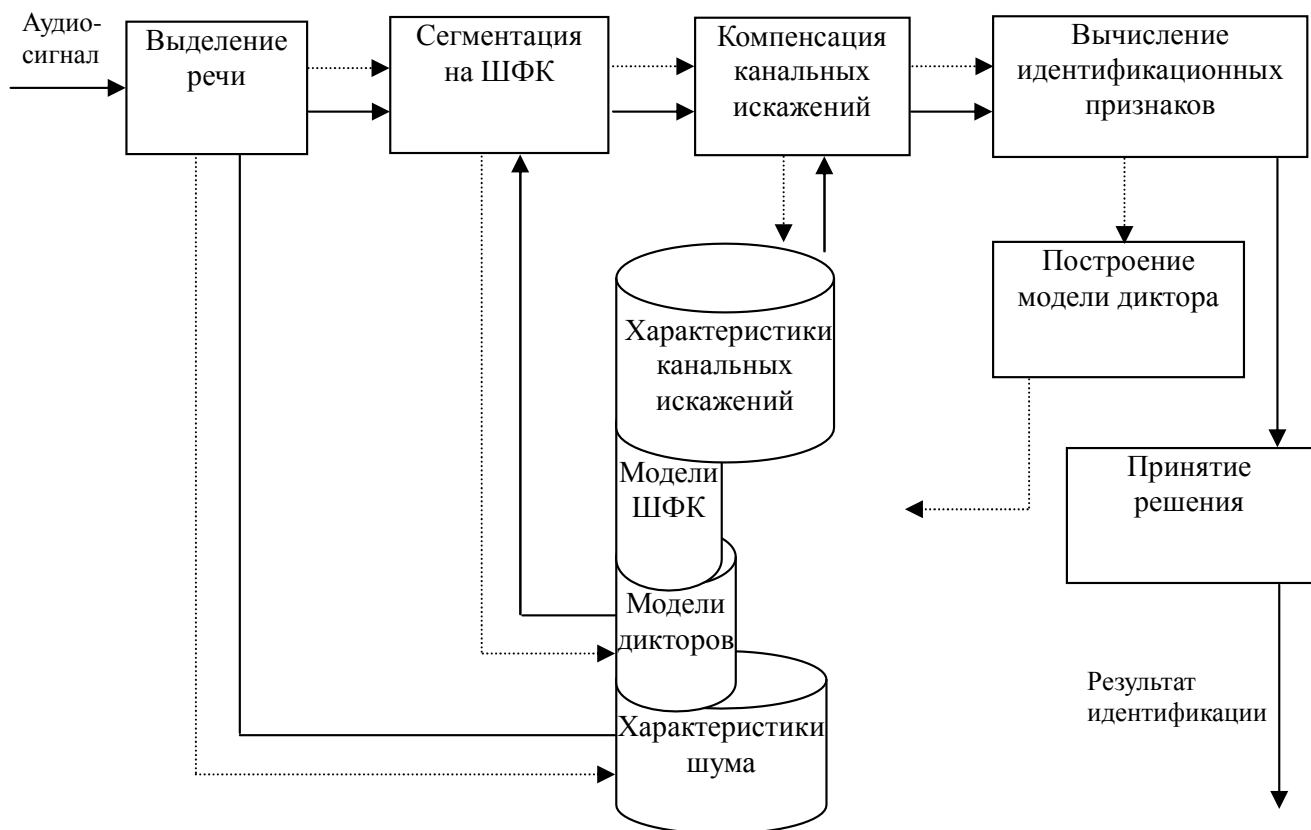 Аудио-
сигнал
Выделение
речи
Сегментация
на ШФК
Компенсация
канальных
искажений
Вычисление
идентификационных
признаков
Построение
модели диктора
Характеристики
канальных
искажений
Модели
ШФК
Принятие
решения
Модели
дикторов
Характеристики
шума
Результат
идентификации